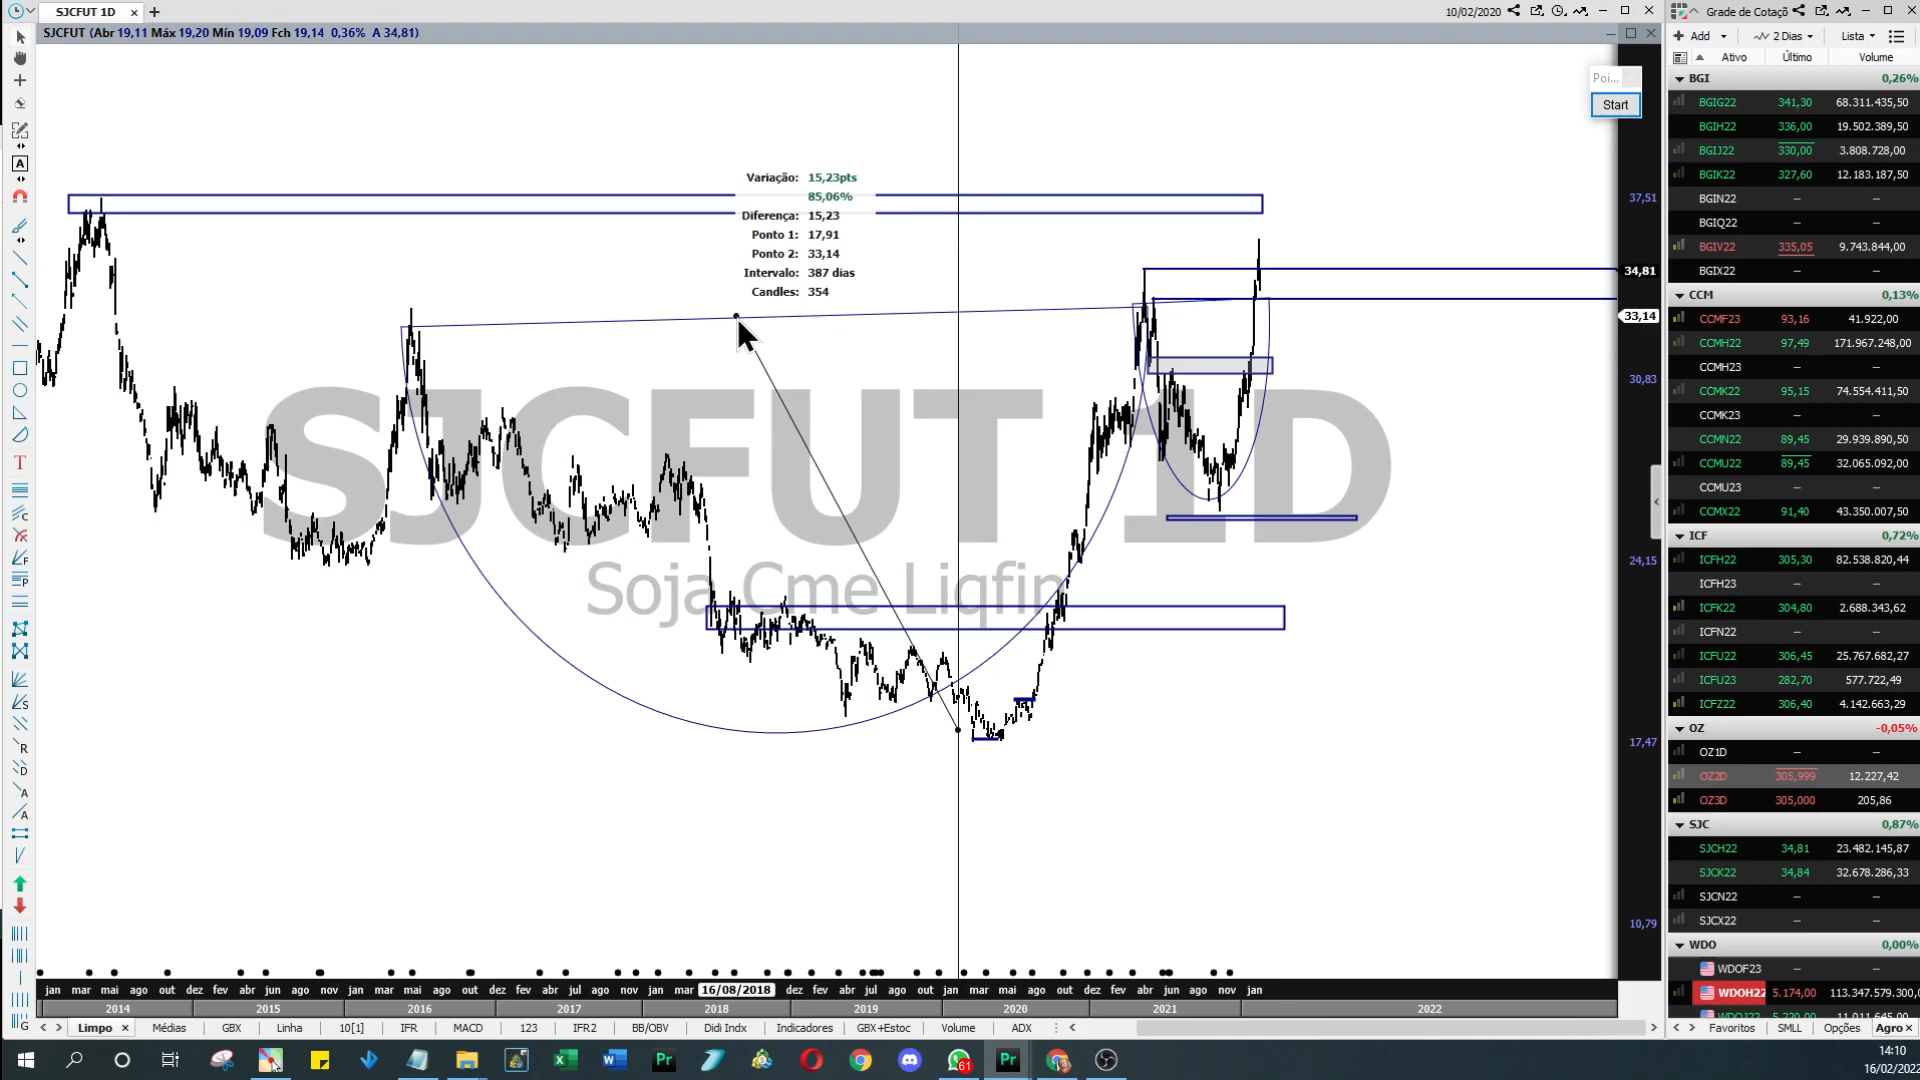 SJCFUT 1D
10/02/2020
Grade de Cotaçõ
SJCFUT (Abr 19,11 Máx 19,20 Mín 19,09 Fch 19,14 0,36% A 34,81)
Add
2 Dias
Lista
Ativo Último Volume
Poi...
Start
BGI 0,26%
BGIG22 341,30 68.311.435,50
BGIH22 336,00 19.502.389,50
BGIJ22 330,00 3.808.728,00
BGIK22 327,60 12.183.187,50
BGIN22 – –
BGIQ22 – –
BGIV22 335,05 9.743.844,00
BGIX22 – –
CCM 0,13%
CCMF23 93,16 41.922,00
CCMH22 97,49 171.967.248,00
CCMH23 – –
CCMK22 95,15 74.554.411,50
CCMK23 – –
CCMN22 89,45 29.939.890,50
CCMU22 89,45 32.065.092,00
CCMU23 – –
CCMX22 91,40 43.350.007,50
ICF 0,72%
ICFH22 305,30 82.538.820,44
ICFH23 – –
ICFK22 304,80 2.688.343,62
ICFN22 – –
ICFU22 306,45 25.767.682,27
ICFU23 282,70 577.722,49
ICFZ22 306,40 4.142.663,29
OZ -0,05%
OZ1D – –
OZ2D 305,999 12.227,42
OZ3D 305,000 205,86
SJC 0,87%
SJCH22 34,81 23.482.145,87
SJCK22 34,84 32.678.286,33
SJCN22 – –
SJCX22 – –
WDO 0,00%
WDOF23 – –
WDOH22 5.174,00 113.347.579.300,0
WDOJ22 5.220,00 11.011.645,00
Variação: 15,23pts
85,06%
Diferença: 15,23
Ponto 1: 17,91
Ponto 2: 33,14
Intervalo: 387 dias
Candles: 354
SJCFUT 1D
Soja Cme Liqfin
37,51
34,81
33,14
30,83
24,15
17,47
10,79
jan mar mai ago out dez fev abr jun ago nov jan mar mai ago out dez fev abr jul ago nov jan mar 16/08/2018 dez fev abr jul ago out jan mar mai ago out dez fev abr jun ago nov jan
2014 2015 2016 2017 2018 2019 2020 2021 2022
Limpo Médias GBX Linha 10[1] IFR MACD 123 IFR2 BB/OBV Didi Indx Indicadores GBX+Estoc Volume ADX
Favoritos SMLL Opções Agro
61
14:10
16/02/2022